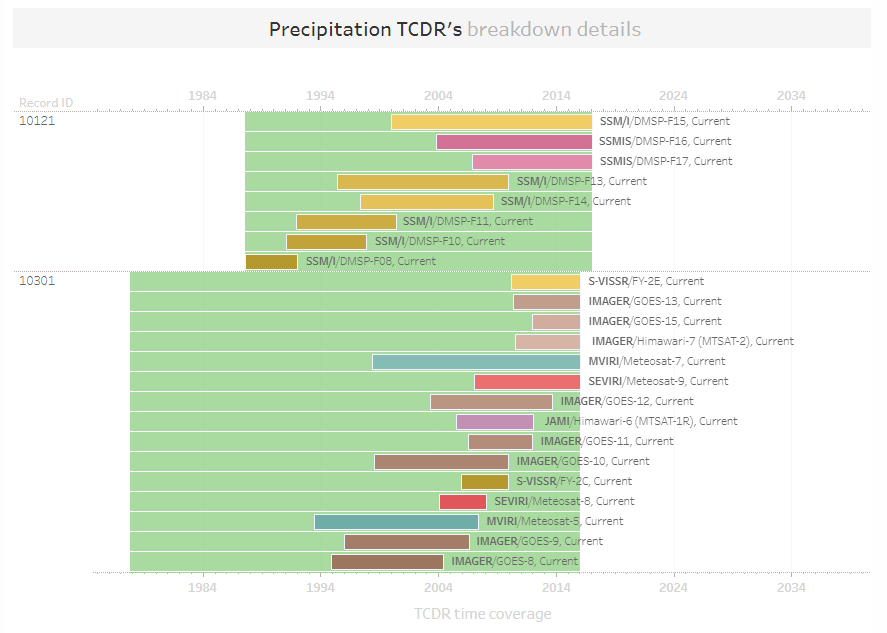 Precipitation TCDR's breakdown details
Record ID
1984 1994 2004 2014 2024 2034
10121
SSM/I/DMSP-F15, Current
SSMIS/DMSP-F16, Current
SSMIS/DMSP-F17, Current
SSM/I/DMSP-F13, Current
SSM/I/DMSP-F14, Current
SSM/I/DMSP-F11, Current
SSM/I/DMSP-F10, Current
SSM/I/DMSP-F08, Current
10301
S-VISSR/FY-2E, Current
IMAGER/GOES-13, Current
IMAGER/GOES-15, Current
IMAGER/Himawari-7 (MTSAT-2), Current
MVIRI/Meteosat-7, Current
SEVIRI/Meteosat-9, Current
IMAGER/GOES-12, Current
JAMI/Himawari-6 (MTSAT-1R), Current
IMAGER/GOES-11, Current
IMAGER/GOES-10, Current
S-VISSR/FY-2C, Current
SEVIRI/Meteosat-8, Current
MVIRI/Meteosat-5, Current
IMAGER/GOES-9, Current
IMAGER/GOES-8, Current
1984 1994 2004 2014 2024 2034
TCDR time coverage